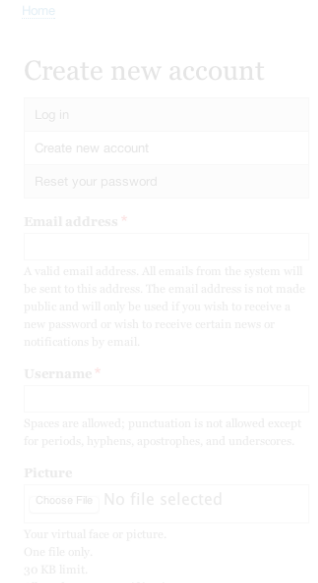 Home
Create new account
Log in
Create new account
Reset your password
Email address *
A valid email address. All emails from the system will
be sent to this address. The email address is not made
public and will only be used if you wish to receive a
new password or wish to receive certain news or
notifications by email.
Username *
Spaces are allowed; punctuation is not allowed except
for periods, hyphens, apostrophes, and underscores.
Picture
Choose File No file selected
Your virtual face or picture.
One file only.
30 KB limit.